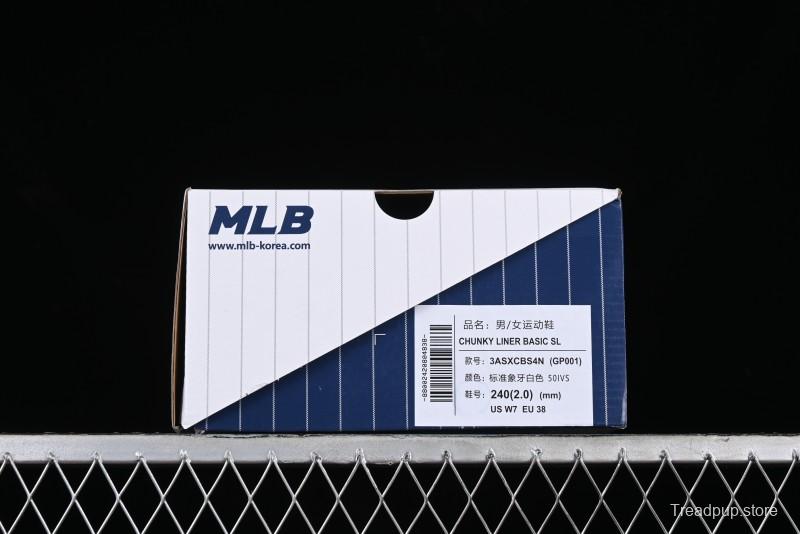 MLB
www.mlb-korea.com
品名：男/女运动鞋
CHUNKY LINER BASIC SL
款号：3ASXCBS4N (GP001)
颜色：标准象牙白色 50IVS
鞋号：240(2.0) (mm)
US W7 EU 38
Treadpup.store